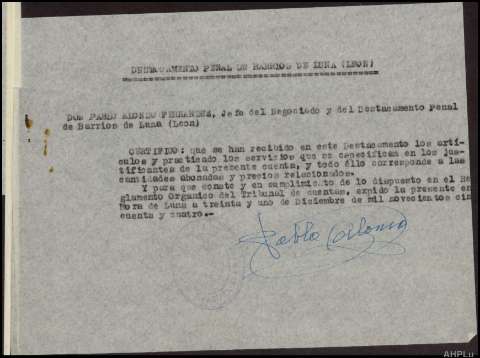 DESTACAMENTO PENAL DE BARRIOS DE LUNA (LEON)
DON PABLO ALONSO FERNANDEZ, Jefe del Negociado y del Destacamento Penal
de Barrios de Luna (Leon)
CERTIFICO: que se han recibido en este Destacamento los artí-
culos y practicado los servicios que se especifican en los jus-
tificantes de la presente cuenta, y todo éllo corresponde a las
cantidades abonadas y precios relacionados.
Y para que conste y en cumplimiento de lo dispuesto en el Re-
glamento Organico del Tribunal de cuentas, expido la presente en
Mora de Luna a treinta y uno de Diciembre de mil novecientos cin
cuenta y cuatro.-
Pablo Alonso
AHPLu